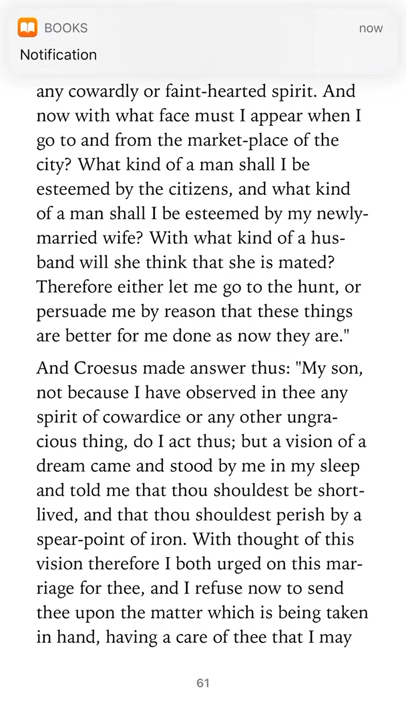 BOOKS now
Notification
any cowardly or faint-hearted spirit. And
now with what face must I appear when I
go to and from the market-place of the
city? What kind of a man shall I be
esteemed by the citizens, and what kind
of a man shall I be esteemed by my newly-
married wife? With what kind of a hus-
band will she think that she is mated?
Therefore either let me go to the hunt, or
persuade me by reason that these things
are better for me done as now they are."
And Croesus made answer thus: "My son,
not because I have observed in thee any
spirit of cowardice or any other ungra-
cious thing, do I act thus; but a vision of a
dream came and stood by me in my sleep
and told me that thou shouldest be short-
lived, and that thou shouldest perish by a
spear-point of iron. With thought of this
vision therefore I both urged on this mar-
riage for thee, and I refuse now to send
thee upon the matter which is being taken
in hand, having a care of thee that I may
61